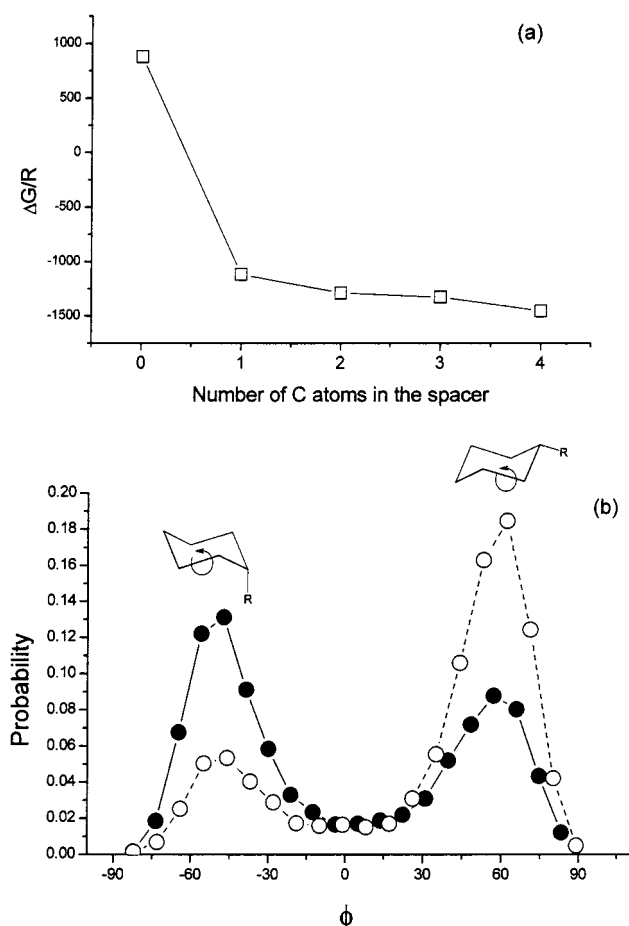 (a)
1000
500
0
-500
-1000
-1500
ΔG/R
0 1 2 3 4
Number of C atoms in the spacer
(b)
R
R
0.20
0.18
0.16
0.14
0.12
0.10
0.08
0.06
0.04
0.02
0.00
Probability
-90 -60 -30 0 30 60 90
ϕ